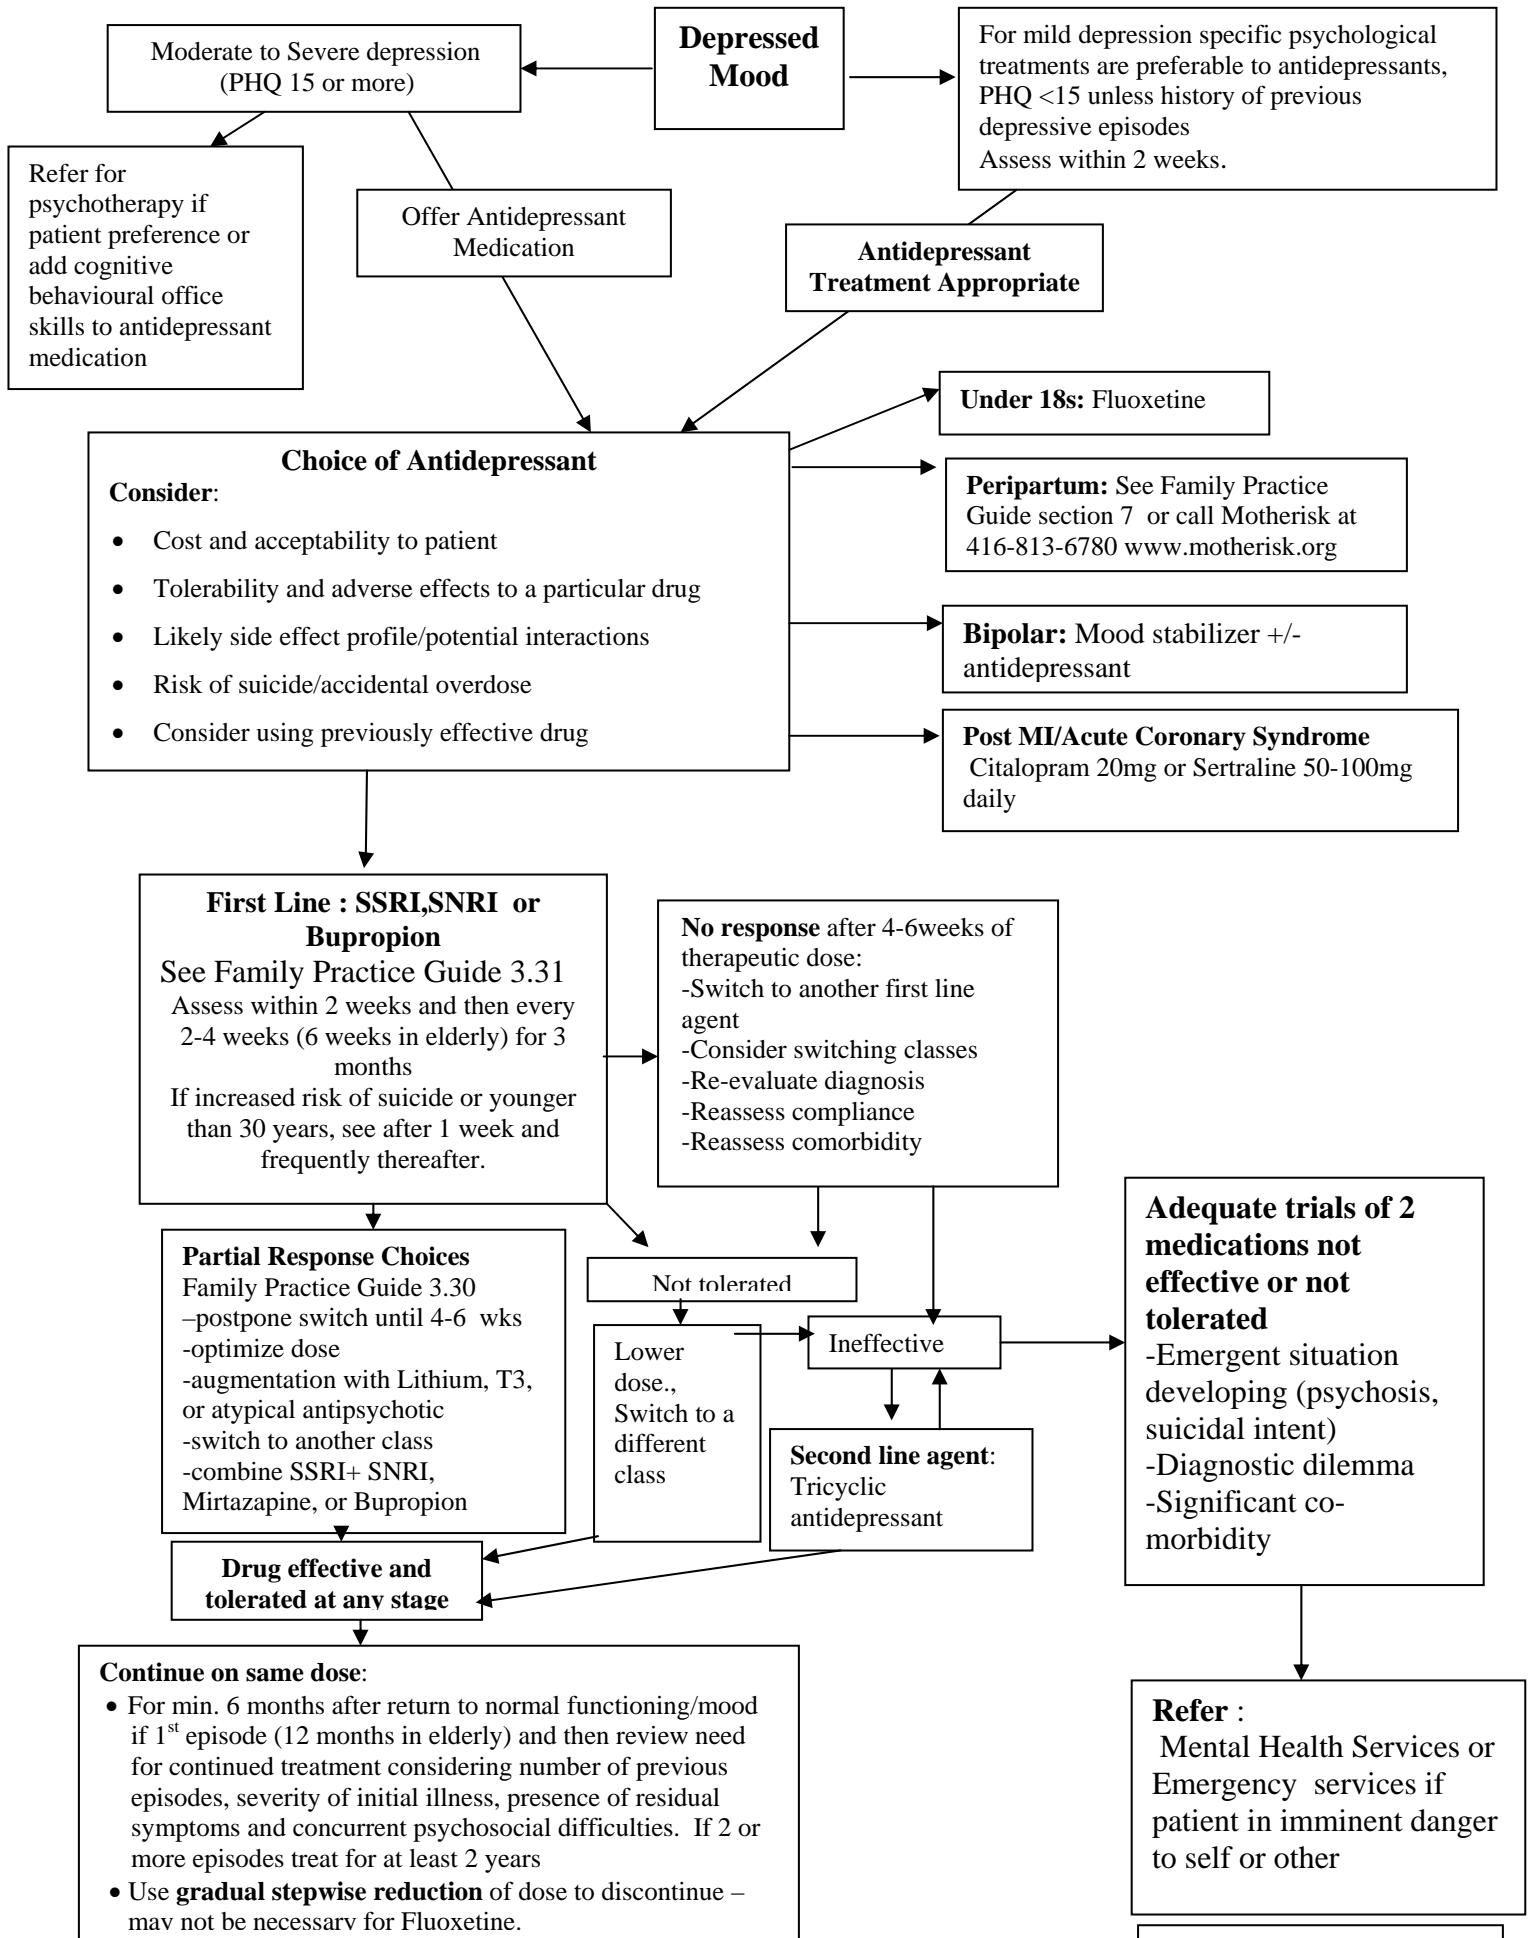 Depressed
Mood
Moderate to Severe depression
(PHQ 15 or more)
For mild depression specific psychological
treatments are preferable to antidepressants,
PHQ <15 unless history of previous
depressive episodes
Assess within 2 weeks.
Refer for
psychotherapy if
patient preference or
add cognitive
behavioural office
skills to antidepressant
medication
Offer Antidepressant
Medication
Antidepressant
Treatment Appropriate
Choice of Antidepressant
Consider:
• Cost and acceptability to patient
• Tolerability and adverse effects to a particular drug
• Likely side effect profile/potential interactions
• Risk of suicide/accidental overdose
• Consider using previously effective drug
Under 18s: Fluoxetine
Peripartum: See Family Practice
Guide section 7 or call Motherisk at
416-813-6780 www.motherisk.org
Bipolar: Mood stabilizer +/-
antidepressant
Post MI/Acute Coronary Syndrome
Citalopram 20mg or Sertraline 50-100mg
daily
First Line : SSRI,SNRI or
Bupropion
See Family Practice Guide 3.31
Assess within 2 weeks and then every
2-4 weeks (6 weeks in elderly) for 3
months
If increased risk of suicide or younger
than 30 years, see after 1 week and
frequently thereafter.
No response after 4-6weeks of
therapeutic dose:
-Switch to another first line
agent
-Consider switching classes
-Re-evaluate diagnosis
-Reassess compliance
-Reassess comorbidity
Partial Response Choices
Family Practice Guide 3.30
–postpone switch until 4-6 wks
-optimize dose
-augmentation with Lithium, T3,
or atypical antipsychotic
-switch to another class
-combine SSRI+ SNRI,
Mirtazapine, or Bupropion
Not tolerated
Lower
dose.,
Switch to a
different
class
Ineffective
Second line agent:
Tricyclic
antidepressant
Adequate trials of 2
medications not
effective or not
tolerated
-Emergent situation
developing (psychosis,
suicidal intent)
-Diagnostic dilemma
-Significant co-
morbidity
Drug effective and
tolerated at any stage
Continue on same dose:
• For min. 6 months after return to normal functioning/mood
if 1st episode (12 months in elderly) and then review need
for continued treatment considering number of previous
episodes, severity of initial illness, presence of residual
symptoms and concurrent psychosocial difficulties. If 2 or
more episodes treat for at least 2 years
• Use gradual stepwise reduction of dose to discontinue –
may not be necessary for Fluoxetine.
Refer :
Mental Health Services or
Emergency services if
patient in imminent danger
to self or other